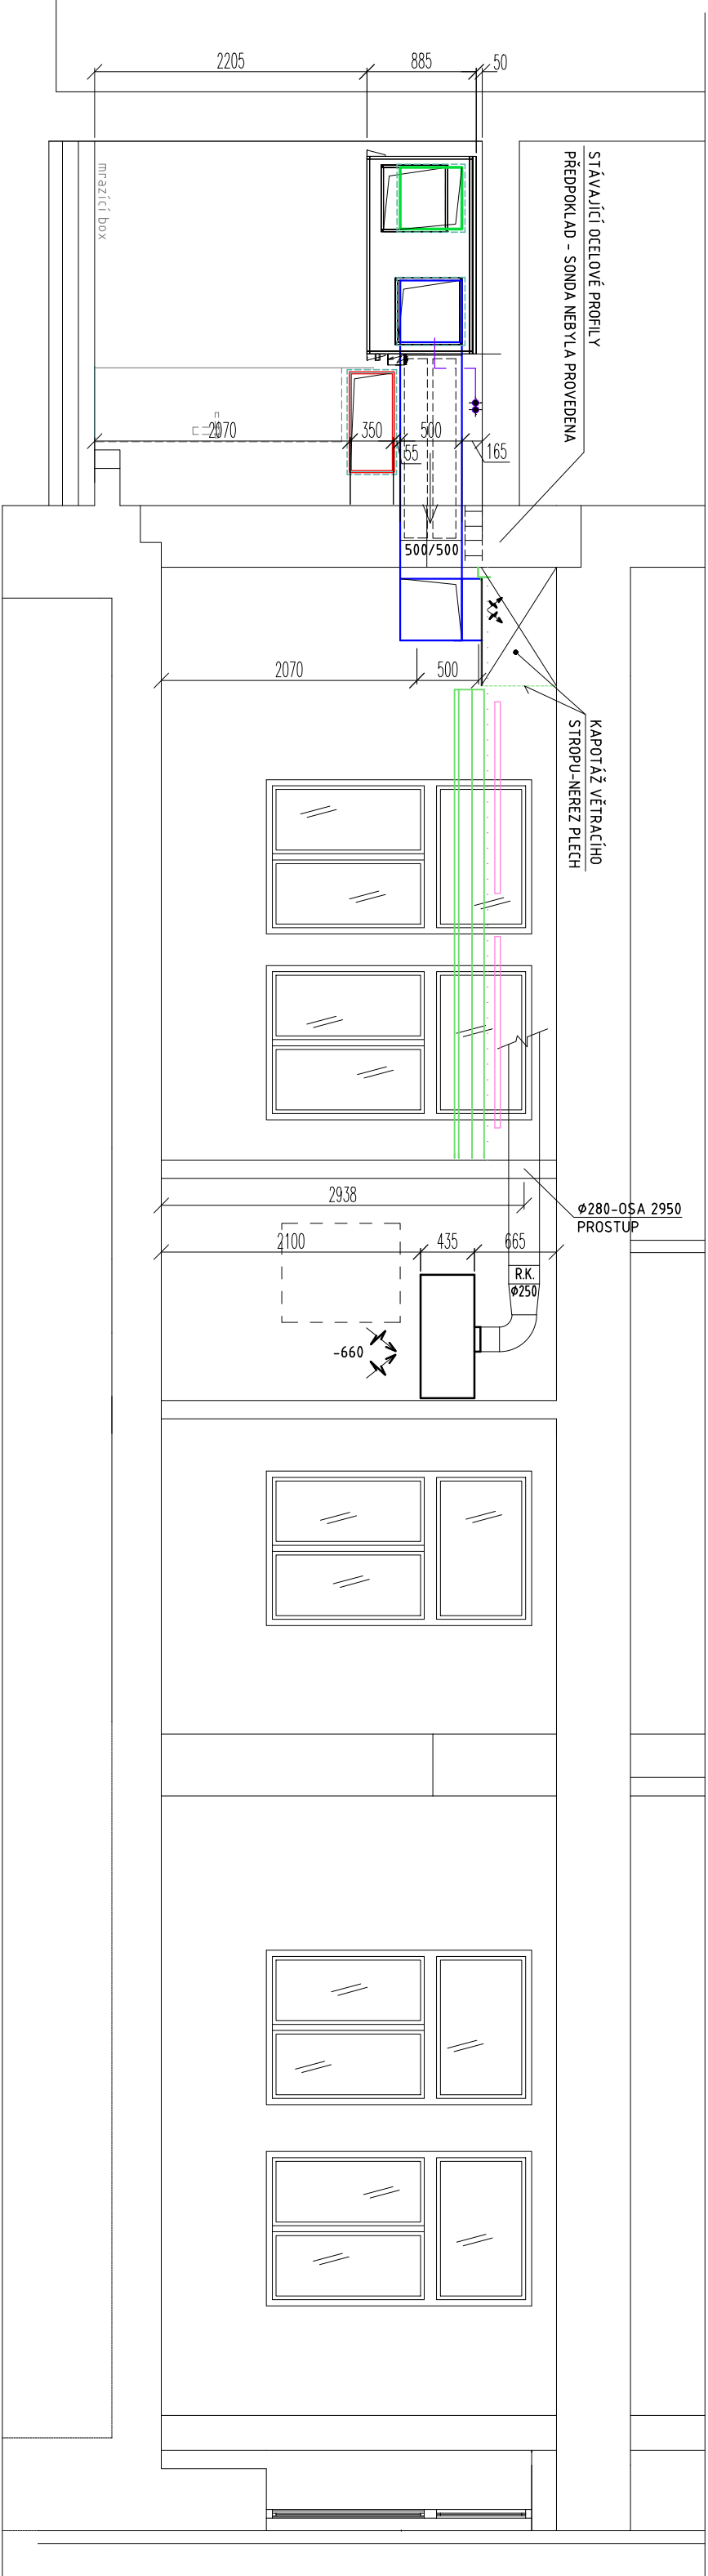 2205
885
50
STÁVAJÍCÍ OCELOVÉ PROFILY
PŘEDPOKLAD - SONDA NEBYLA PROVEDENA
mrazící box
2070
350
500
55
165
500/500
2070
500
KAPOTÁŽ VĚTRACÍHO
STROPU-NEREZ PLECH
2938
Ø280-OSA 2950
PROSTUP
2100
435
665
R.K.
Ø250
-660